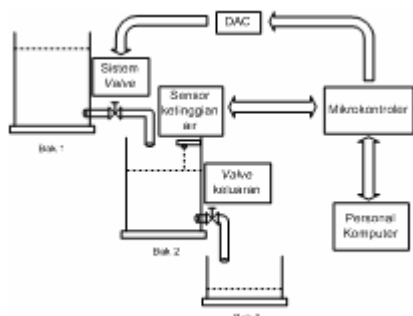 DAC
Sistem
Valve
Sensor
ketinggian
air
Mikrokontroler
Bak 1
Valve
keluaran
Personal
Komputer
Bak 2